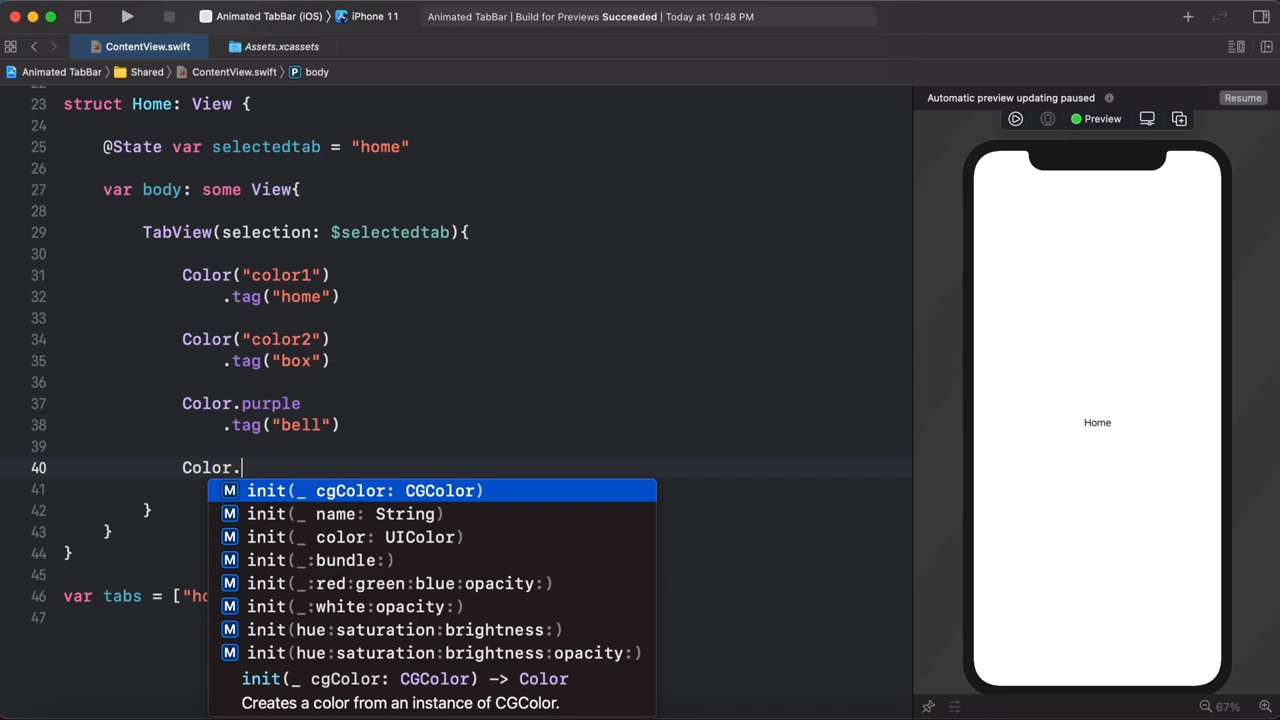 Animated TabBar (iOS) 〉 iPhone 11
Animated TabBar | Build for Previews Succeeded | Today at 10:48 PM
ContentView.swift
Assets.xcassets
Animated TabBar 〉 Shared 〉 ContentView.swift 〉 P body
Automatic preview updating paused
Resume
Preview
23 struct Home: View {
24
25 @State var selectedtab = "home"
26
27 var body: some View{
28
29 TabView(selection: $selectedtab){
30
31 Color("color1")
32 .tag("home")
33
34 Color("color2")
35 .tag("box")
36
37 Color.purple
38 .tag("bell")
39
40 Color.
41
42 }
43 }
44 }
45
46 var tabs = ["ho
47
M init(_ cgColor: CGColor)
M init(_ name: String)
M init(_ color: UIColor)
M init(_:bundle:)
M init(_:red:green:blue:opacity:)
M init(_:white:opacity:)
M init(hue:saturation:brightness:)
M init(hue:saturation:brightness:opacity:)
init(_ cgColor: CGColor) -> Color
Creates a color from an instance of CGColor.
Home
67%